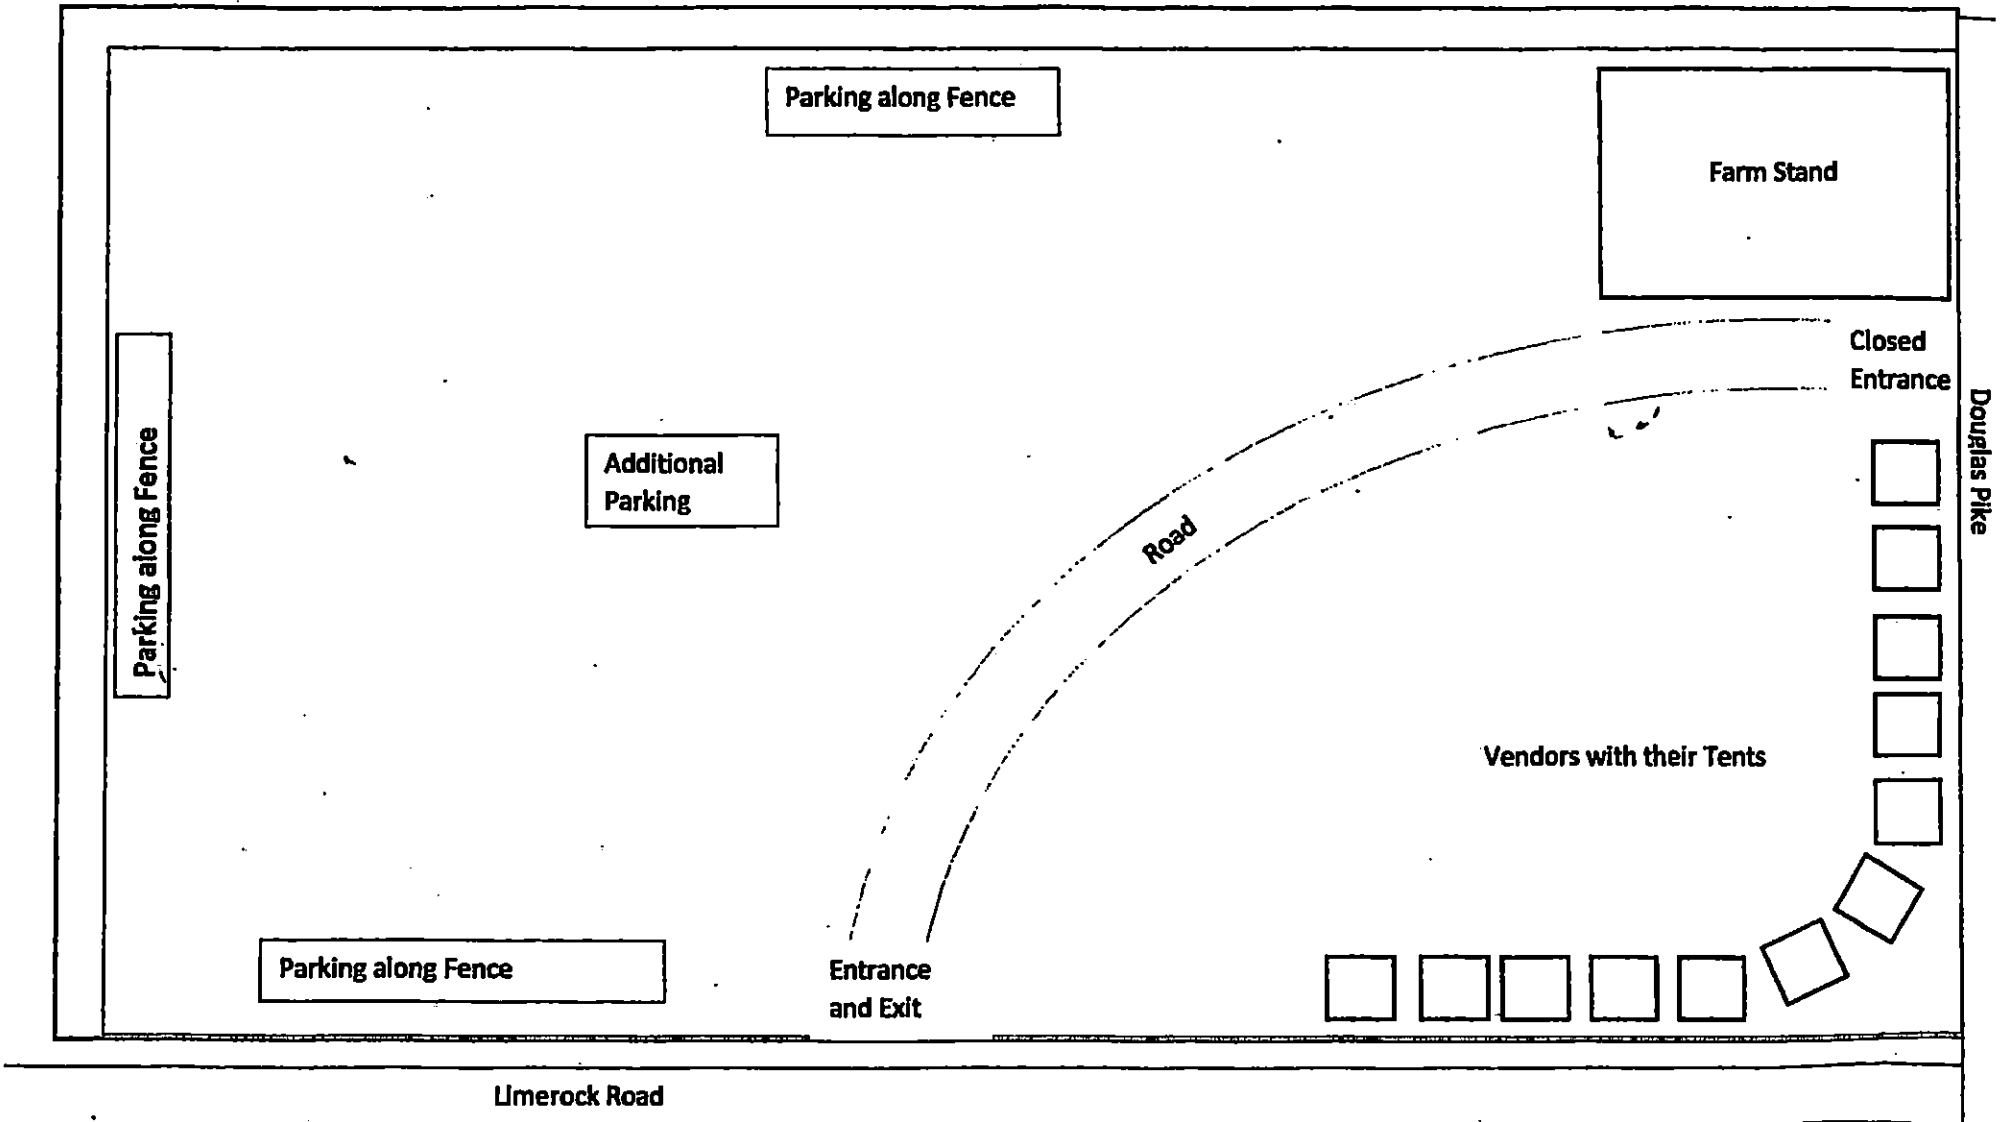 Parking along Fence
Farm Stand
Closed
Entrance
Douglas Pike
Parking along Fence
Additional
Parking
Road
Vendors with their Tents
Parking along Fence
Entrance
and Exit
Limerock Road